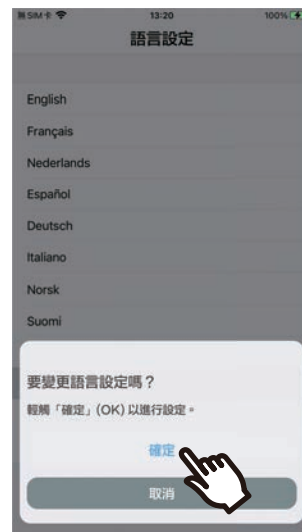 無SIM卡 13:20 100%
語言設定
English
Français
Nederlands
Español
Deutsch
Italiano
Norsk
Suomi
要變更語言設定嗎？
輕觸「確定」(OK) 以進行設定。
確定
取消